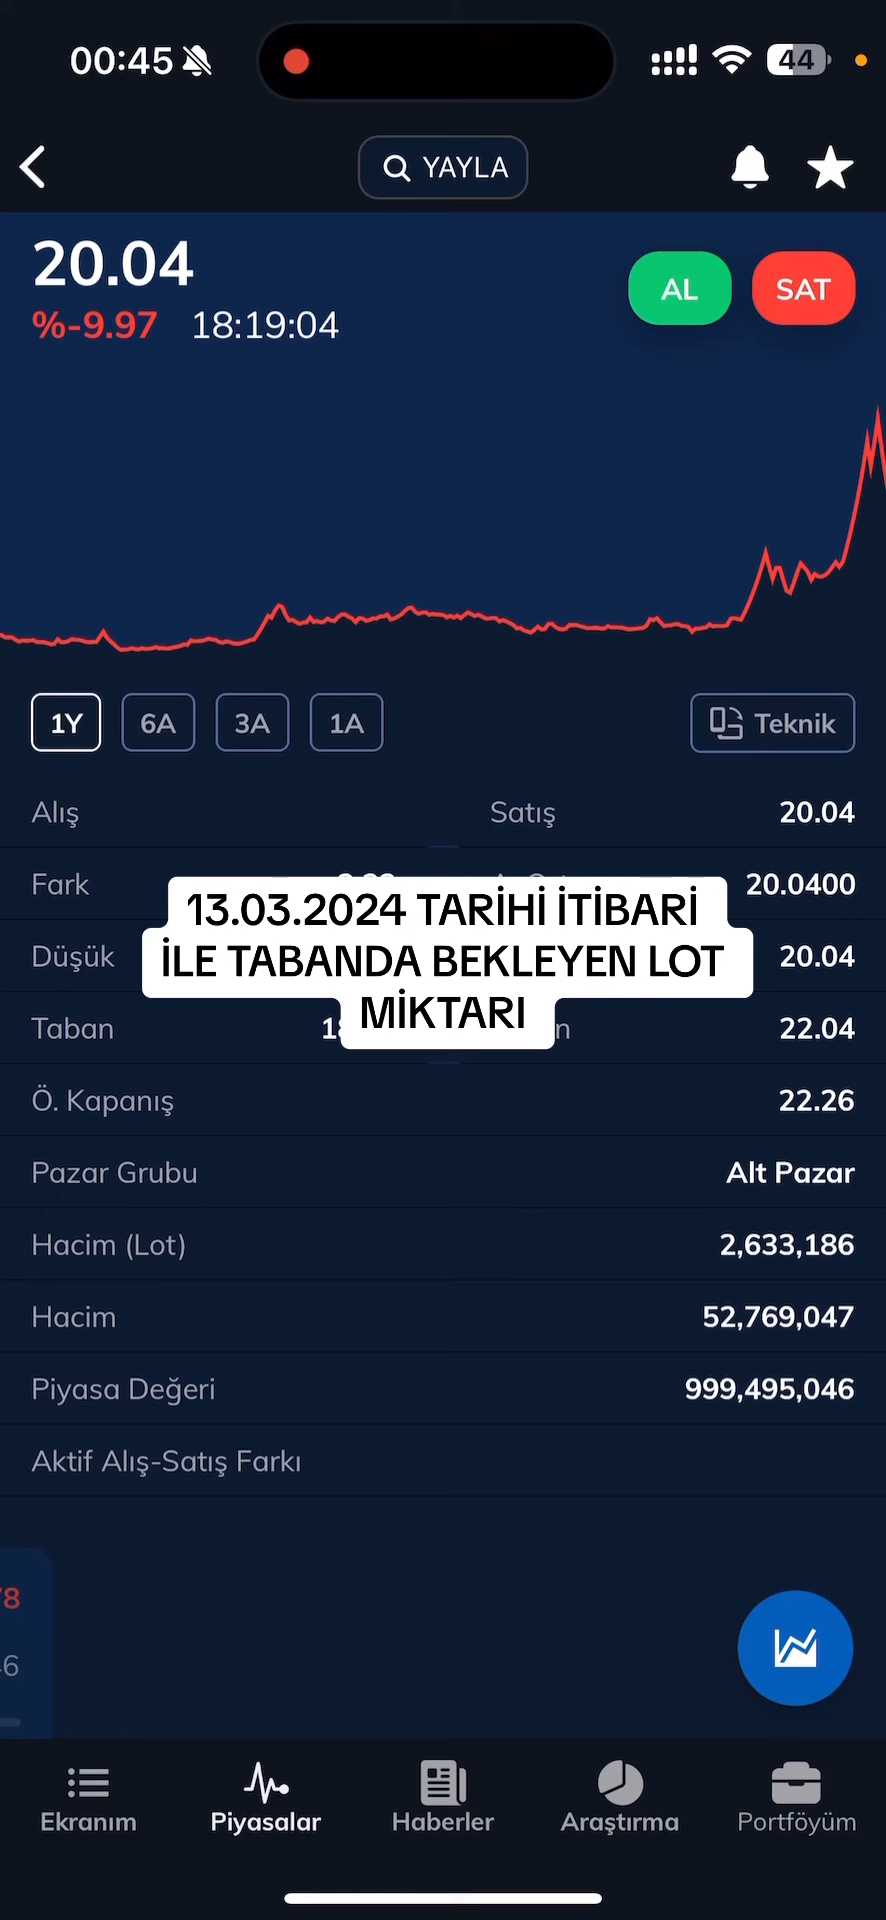 00:45
44
YAYLA
20.04
AL
SAT
%-9.97 18:19:04
1Y 6A 3A 1A Teknik
Alış Satış 20.04
Fark 20.0400
13.03.2024 TARİHİ İTİBARİ
İLE TABANDA BEKLEYEN LOT
MİKTARI
Düşük 20.04
Taban 22.04
Ö. Kapanış 22.26
Pazar Grubu Alt Pazar
Hacim (Lot) 2,633,186
Hacim 52,769,047
Piyasa Değeri 999,495,046
Aktif Alış-Satış Farkı
Ekranım Piyasalar Haberler Araştırma Portföyüm